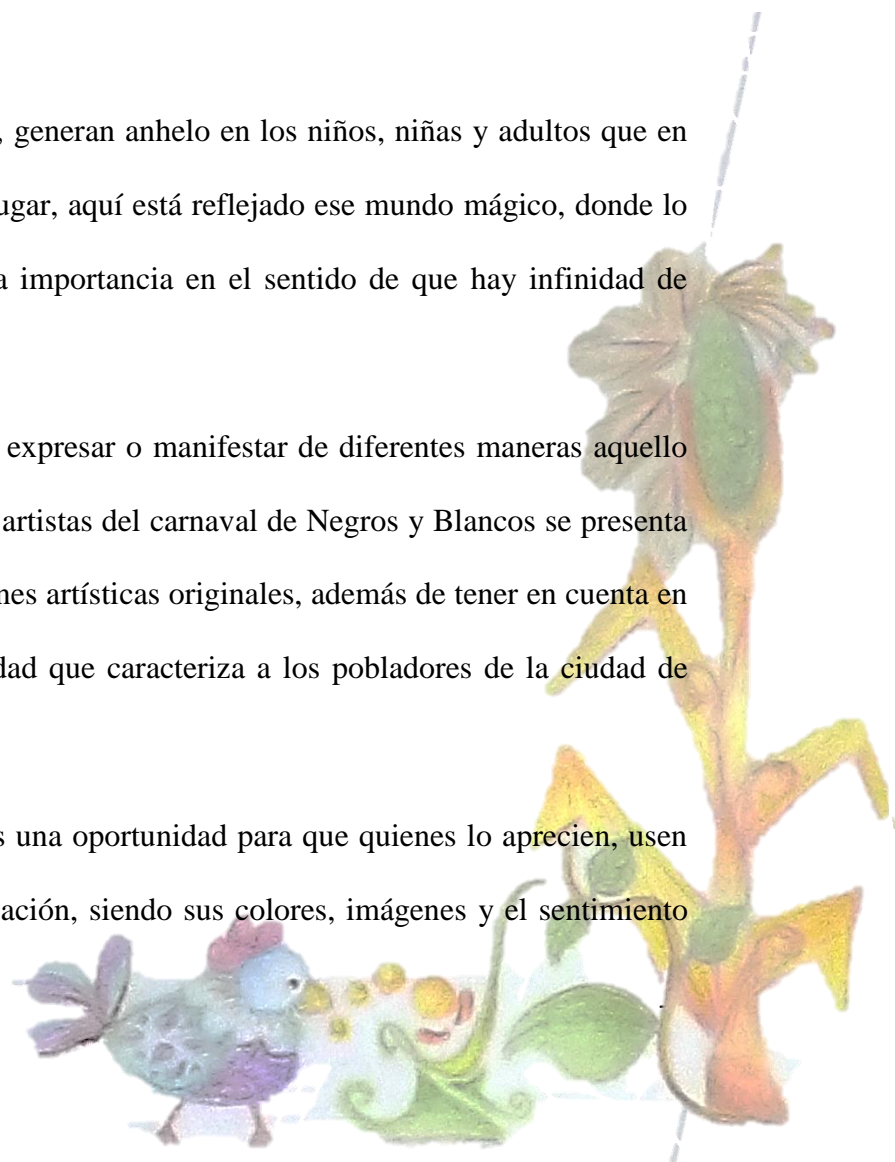 , generan anhelo en los niños, niñas y adultos que en
ugar, aquí está reflejado ese mundo mágico, donde lo
a importancia en el sentido de que hay infinidad de
expresar o manifestar de diferentes maneras aquello
artistas del carnaval de Negros y Blancos se presenta
nes artísticas originales, además de tener en cuenta en
dad que caracteriza a los pobladores de la ciudad de
s una oportunidad para que quienes lo aprecien, usen
ación, siendo sus colores, imágenes y el sentimiento